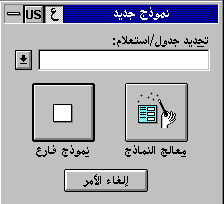 نموذج جديد
ع
US
تحديد جدول/استعلام:
معالج النماذج
نموذج فارغ
إلغاء الأمر